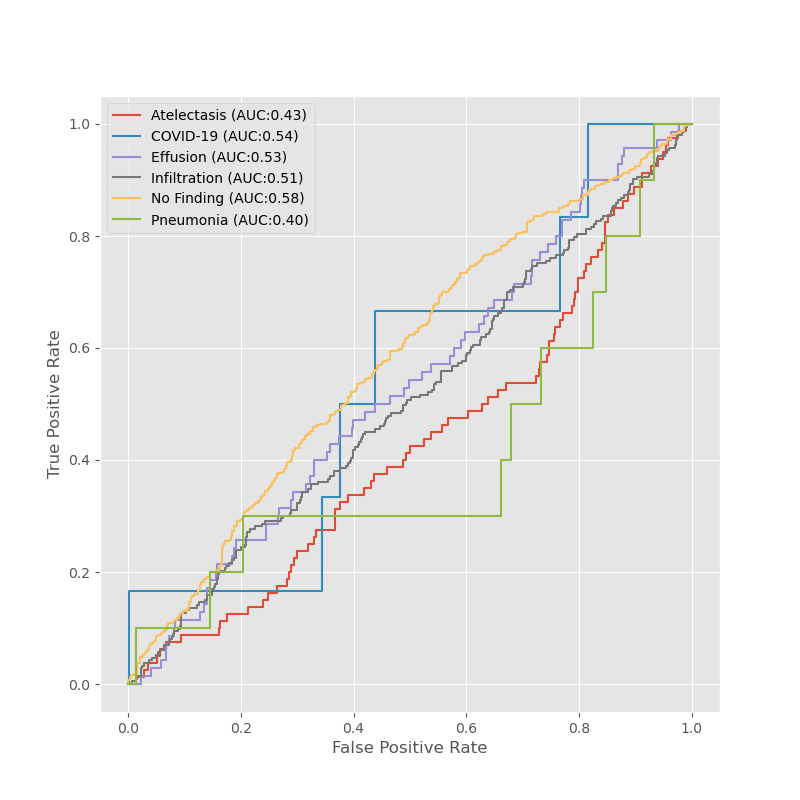 Atelectasis (AUC:0.43)
COVID-19 (AUC:0.54)
Effusion (AUC:0.53)
Infiltration (AUC:0.51)
No Finding (AUC:0.58)
Pneumonia (AUC:0.40)
1.0
0.8
0.6
0.4
0.2
0.0
True Positive Rate
0.0 0.2 0.4 0.6 0.8 1.0
False Positive Rate